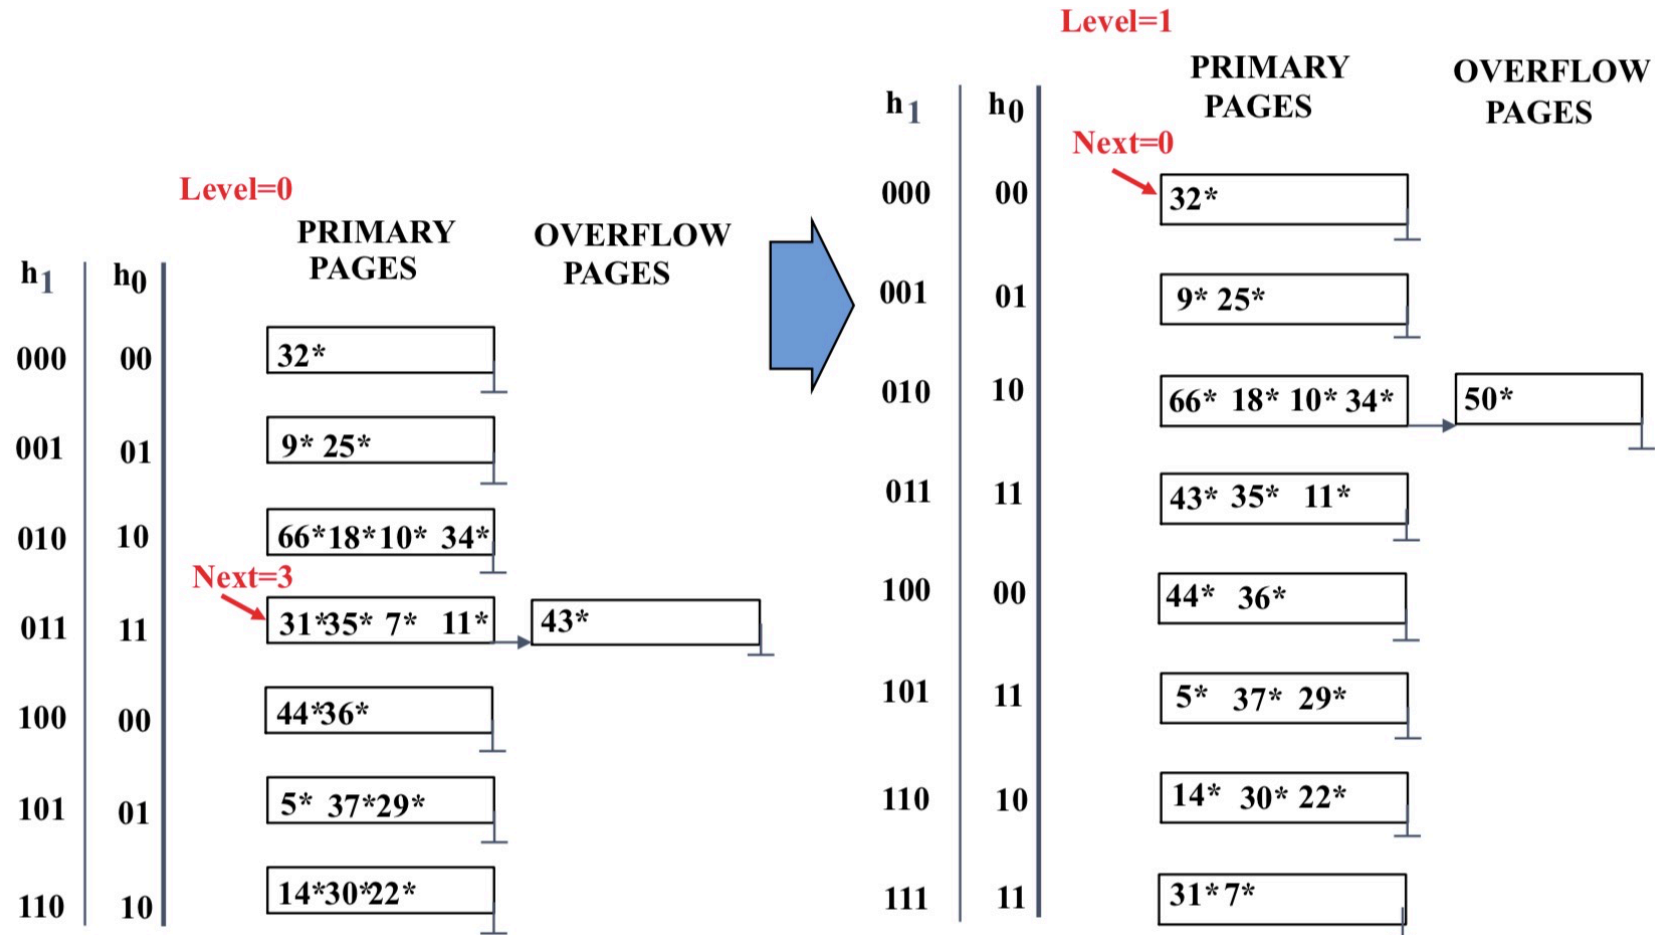 Level=0
PRIMARY OVERFLOW
PAGES PAGES
h1 h0
000 00 32*
001 01 9* 25*
010 10 66*18*10* 34*
Next=3
011 11 31*35* 7* 11* 43*
100 00 44*36*
101 01 5* 37*29*
110 10 14*30*22*
Level=1
PRIMARY OVERFLOW
PAGES PAGES
h1 h0
Next=0
000 00 32*
001 01 9* 25*
010 10 66* 18* 10* 34* 50*
011 11 43* 35* 11*
100 00 44* 36*
101 11 5* 37* 29*
110 10 14* 30* 22*
111 11 31* 7*